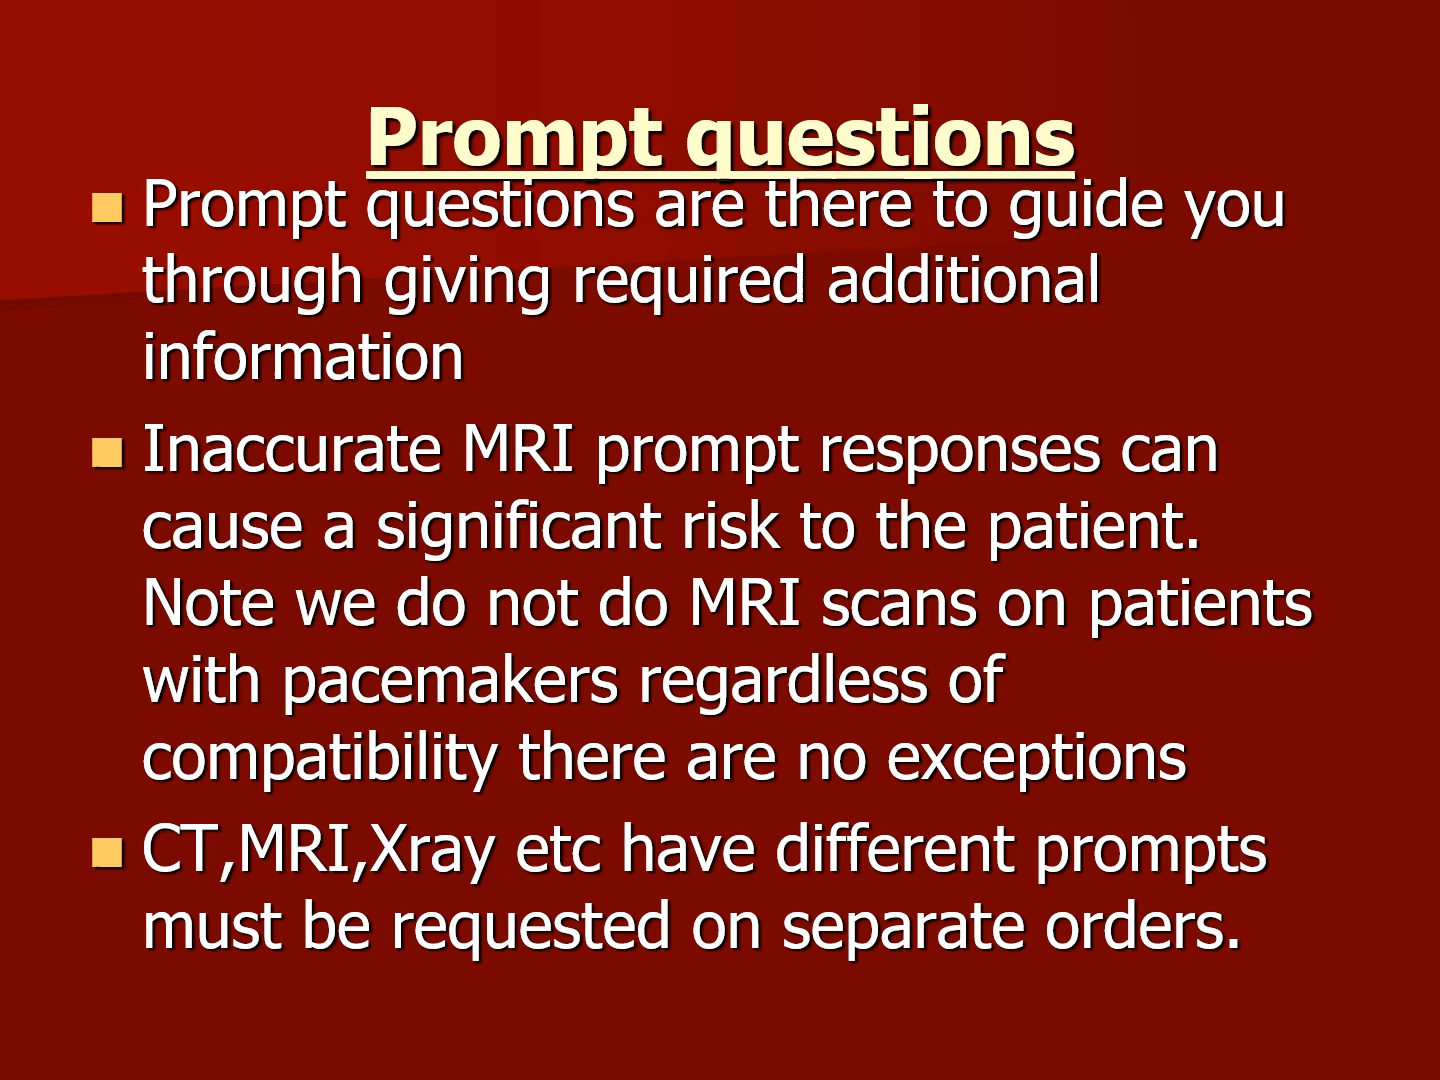 Prompt questions
Prompt questions are there to guide you
through giving required additional
information
Inaccurate MRI prompt responses can
cause a significant risk to the patient.
Note we do not do MRI scans on patients
with pacemakers regardless of
compatibility there are no exceptions
CT,MRI,Xray etc have different prompts
must be requested on separate orders.